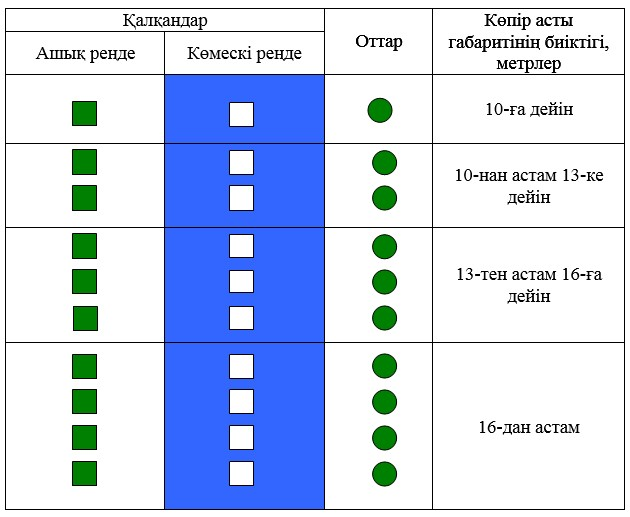 Қалқандар
Ашық реңде
Көмескі реңде
Оттар
Көпір асты
габаритінің биіктігі,
метрлер
10-ға дейін
10-нан астам 13-ке
дейін
13-тен астам 16-ға
дейін
16-дан астам